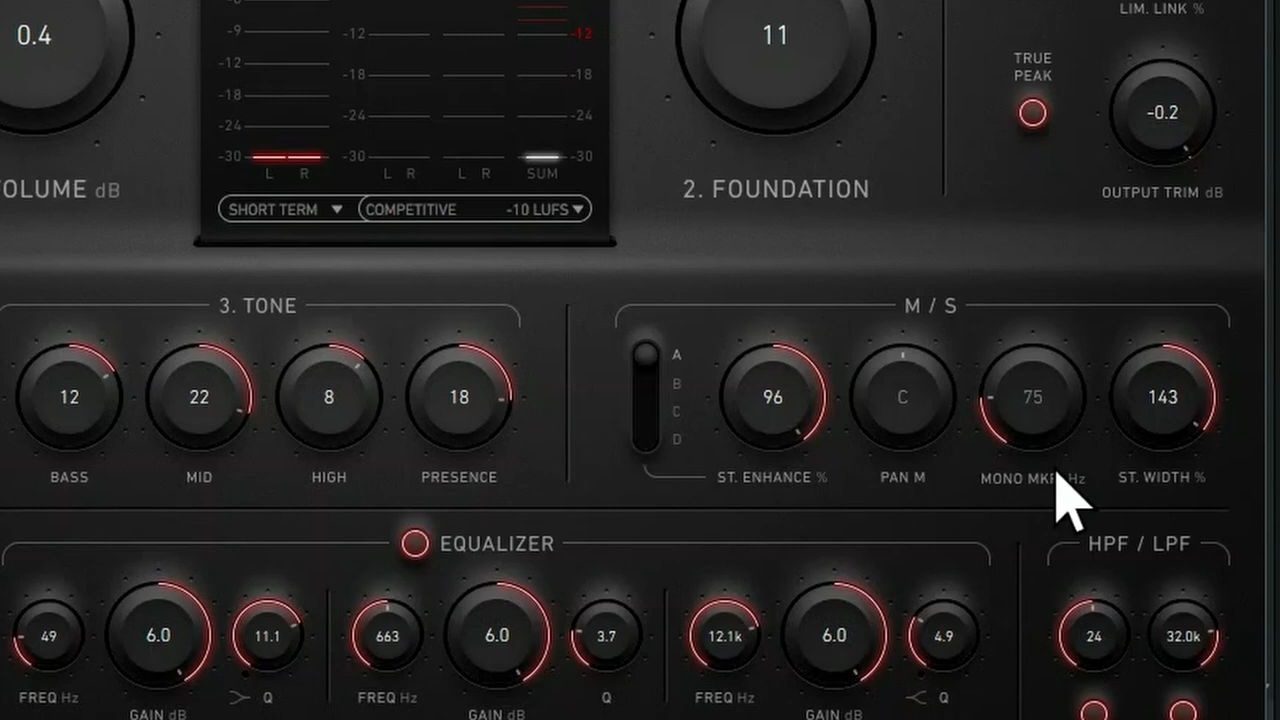 LIM. LINK %
0.4
-9
-12
-18
-24
-30
L R
-12
-18
-24
-30
L R
L R
SUM
-12
-18
-24
-30
11
TRUE
PEAK
-0.2
VOLUME dB
SHORT TERM
COMPETITIVE -10 LUFS
2. FOUNDATION
OUTPUT TRIM dB
3. TONE
M / S
12
22
8
18
A
B
C
D
96
C
75
143
BASS
MID
HIGH
PRESENCE
ST. ENHANCE %
PAN M
MONO MKR Hz
ST. WIDTH %
EQUALIZER
HPF / LPF
49
6.0
11.1
663
6.0
3.7
12.1k
6.0
4.9
24
32.0k
FREQ Hz
GAIN dB
Q
FREQ Hz
GAIN dB
Q
FREQ Hz
GAIN dB
Q